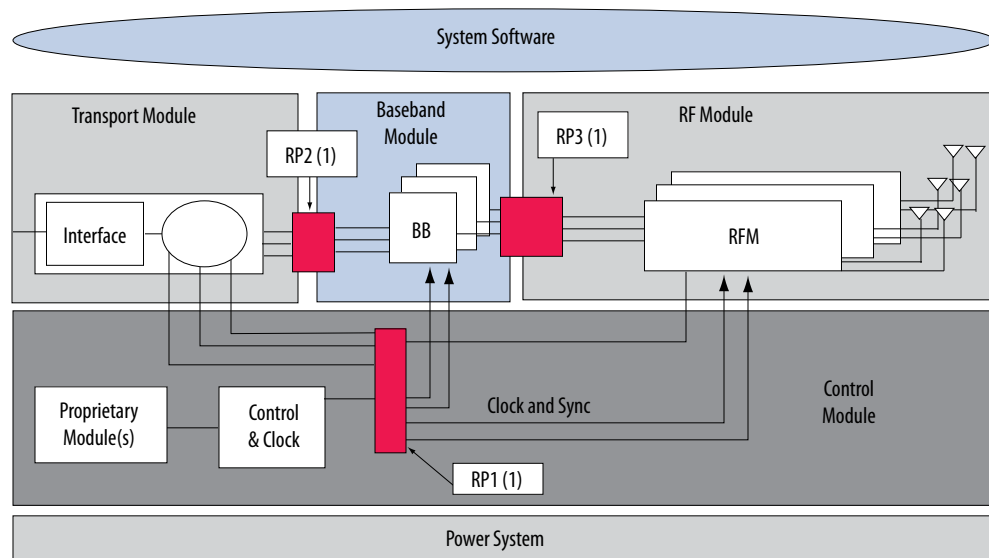 System Software
Transport Module
Baseband
Module
RF Module
RP2 (1)
RP3 (1)
Interface
BB
RFM
Proprietary
Module(s)
Control
& Clock
Clock and Sync
Control
Module
RP1 (1)
Power System